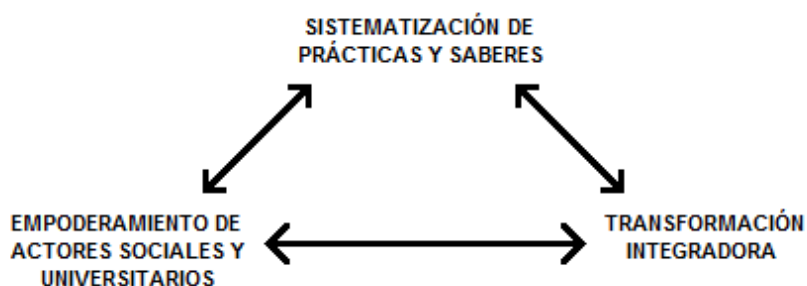 SISTEMATIZACIÓN DE
PRÁCTICAS Y SABERES
EMPODERAMIENTO DE
ACTORES SOCIALES Y
UNIVERSITARIOS
TRANSFORMACIÓN
INTEGRADORA